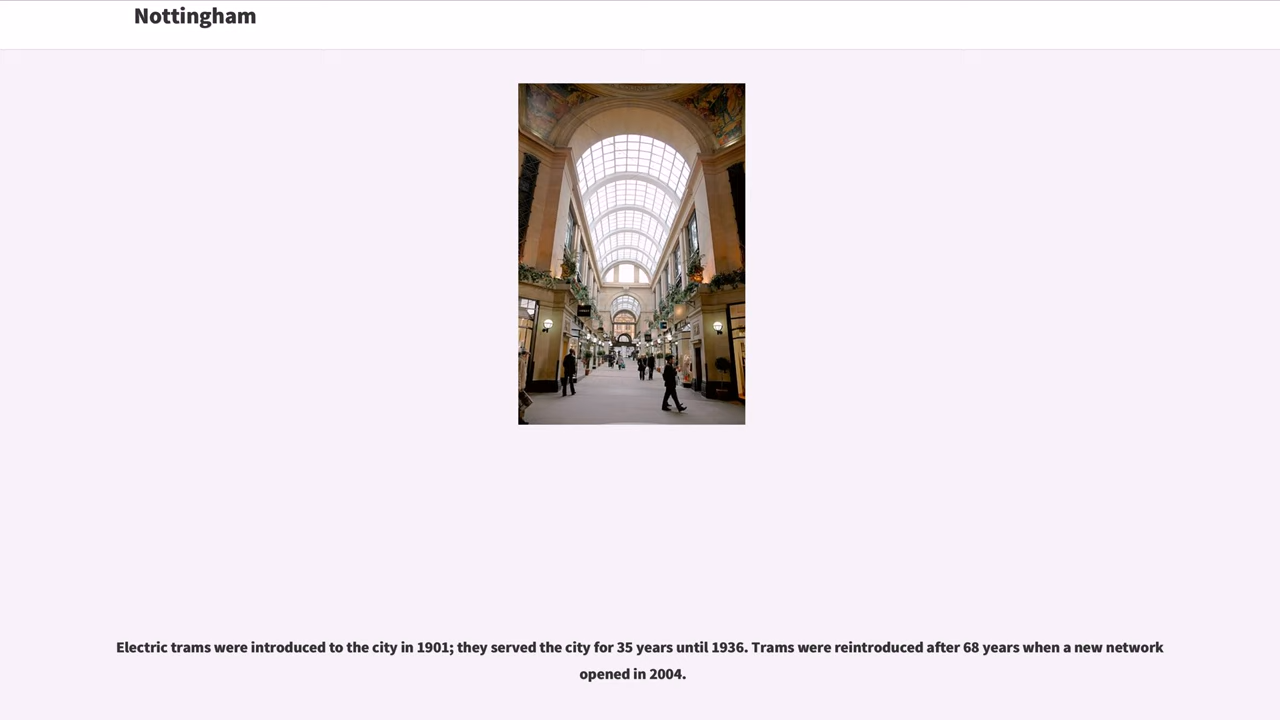 Nottingham
Electric trams were introduced to the city in 1901; they served the city for 35 years until 1936. Trams were reintroduced after 68 years when a new network
opened in 2004.